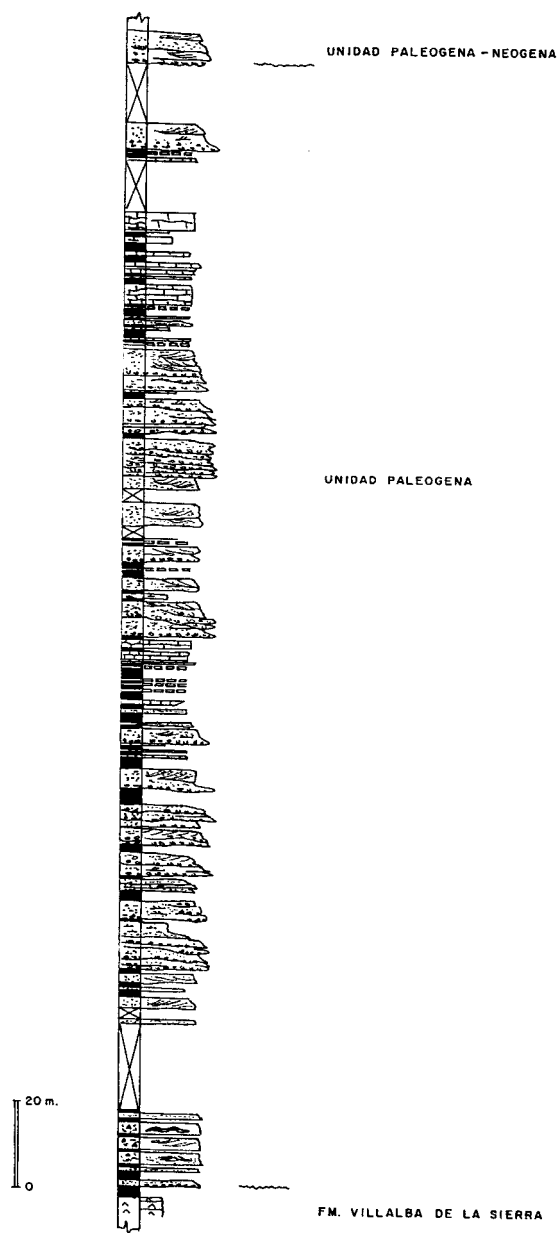 UNIDAD PALEOGENA - NEOGENA
UNIDAD PALEOGENA
20 m.
0
FM. VILLALBA DE LA SIERRA